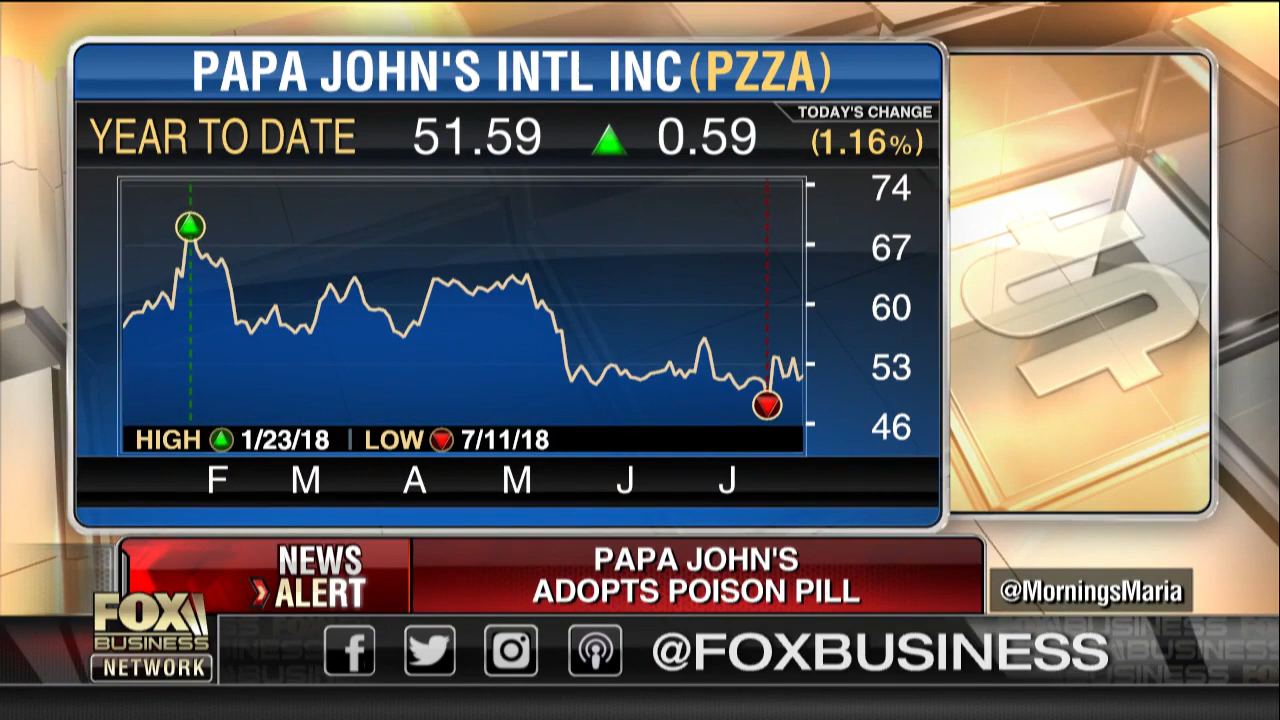 PAPA JOHN'S INTL INC (PZZA)
TODAY'S CHANGE
YEAR TO DATE 51.59 0.59 (1.16%)
74
67
60
53
46
HIGH 1/23/18 | LOW 7/11/18
F M A M J J
NEWS
ALERT
PAPA JOHN'S
ADOPTS POISON PILL
@MorningsMaria
FOX
BUSINESS
NETWORK
@FOXBUSINESS